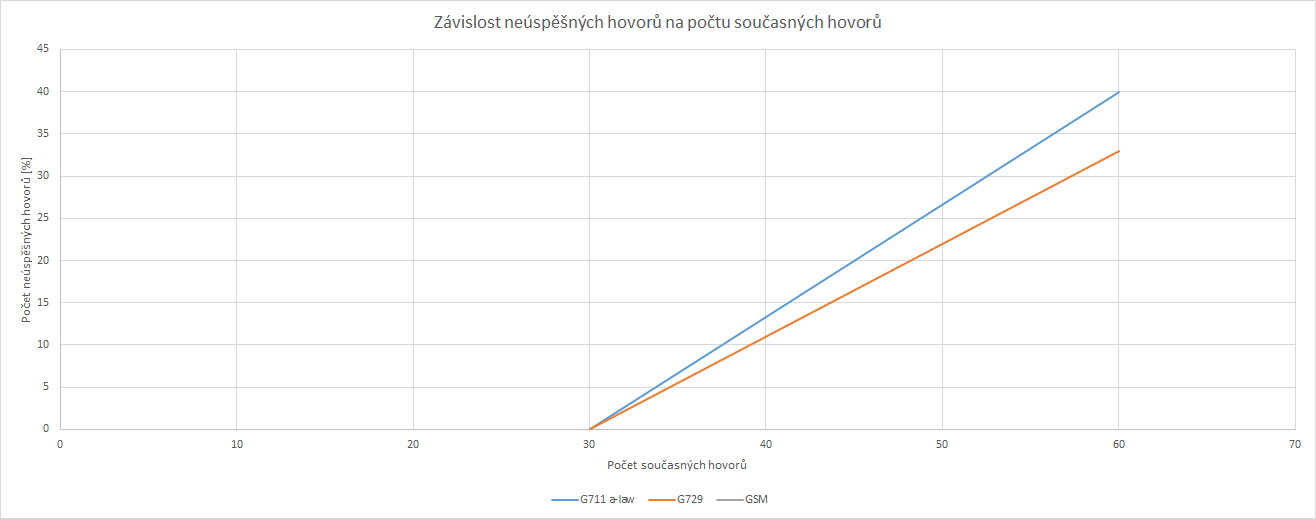 Závislost neúspěšných hovorů na počtu současných hovorů
45
40
35
30
25
20
15
10
5
0
Počet neúspěšných hovorů [%]
0 10 20 30 40 50 60 70
Počet současných hovorů
G711 a-law G729 GSM